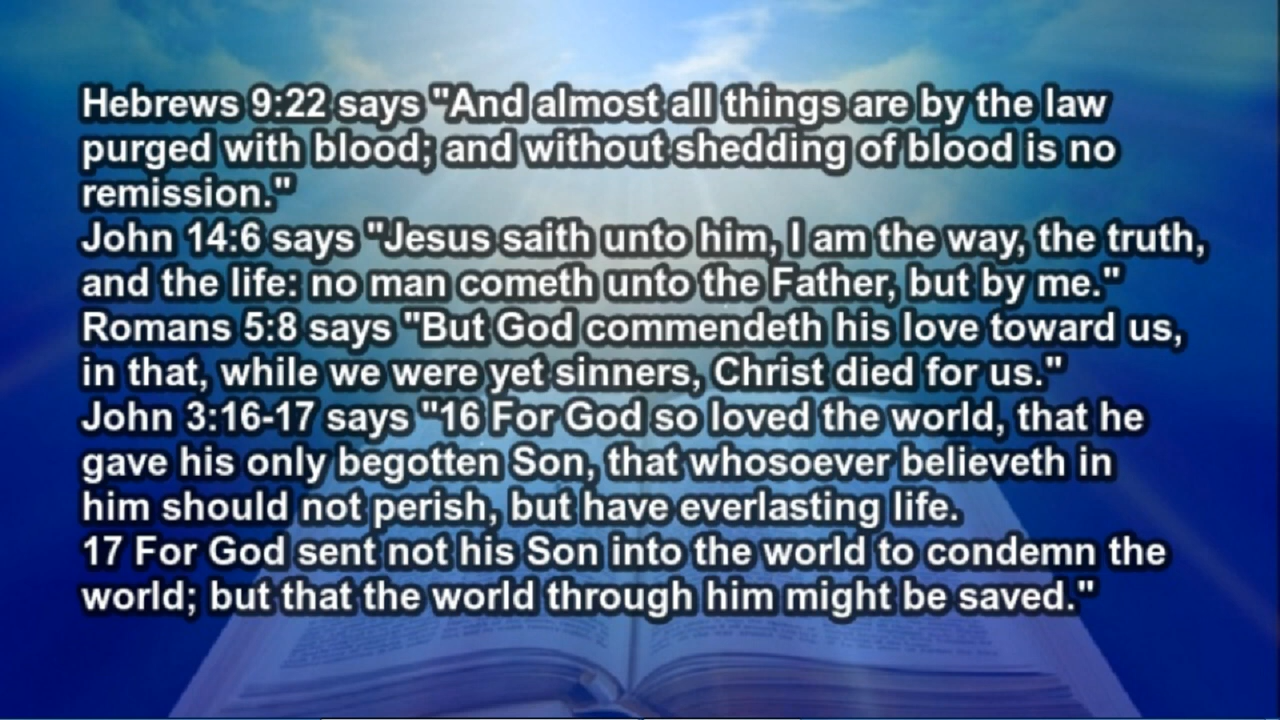 Hebrews 9:22 says "And almost all things are by the law
purged with blood; and without shedding of blood is no
remission."
John 14:6 says "Jesus saith unto him, I am the way, the truth,
and the life: no man cometh unto the Father, but by me."
Romans 5:8 says "But God commendeth his love toward us,
in that, while we were yet sinners, Christ died for us."
John 3:16-17 says "16 For God so loved the world, that he
gave his only begotten Son, that whosoever believeth in
him should not perish, but have everlasting life.
17 For God sent not his Son into the world to condemn the
world; but that the world through him might be saved."